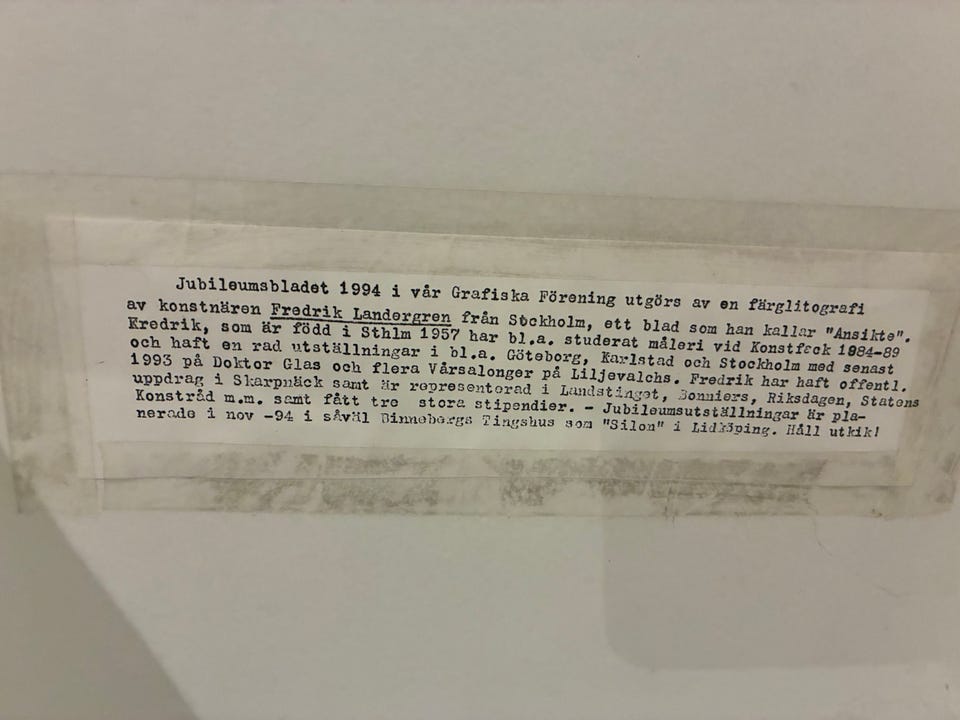 Jubileumsbladet 1994 i vår Grafiska Förening utgörs av en färglitografi
av konstnären Fredrik Landergren från Stockholm, ett blad som han kallar "Ansikte".
Fredrik, som är född i Sthlm 1957 har bl.a. studerat måleri vid Konstfack 1984-89
och haft en rad utställningar i bl.a. Göteborg, Karlstad och Stockholm med senast
1993 på Doktor Glas och flera Vårsalonger på Liljevalchs. Fredrik har haft offentl.
uppdrag i Skarpnäck samt är representerad i Landstinget, Bonniers, Riksdagen, Statens
Konstråd m.m. samt fått tre stora stipendier. - Jubileumsutställningar är pla-
nerade i nov -94 i såväl Binnebergs Tingshus som "Silon" i Lidköping. Håll utkik!